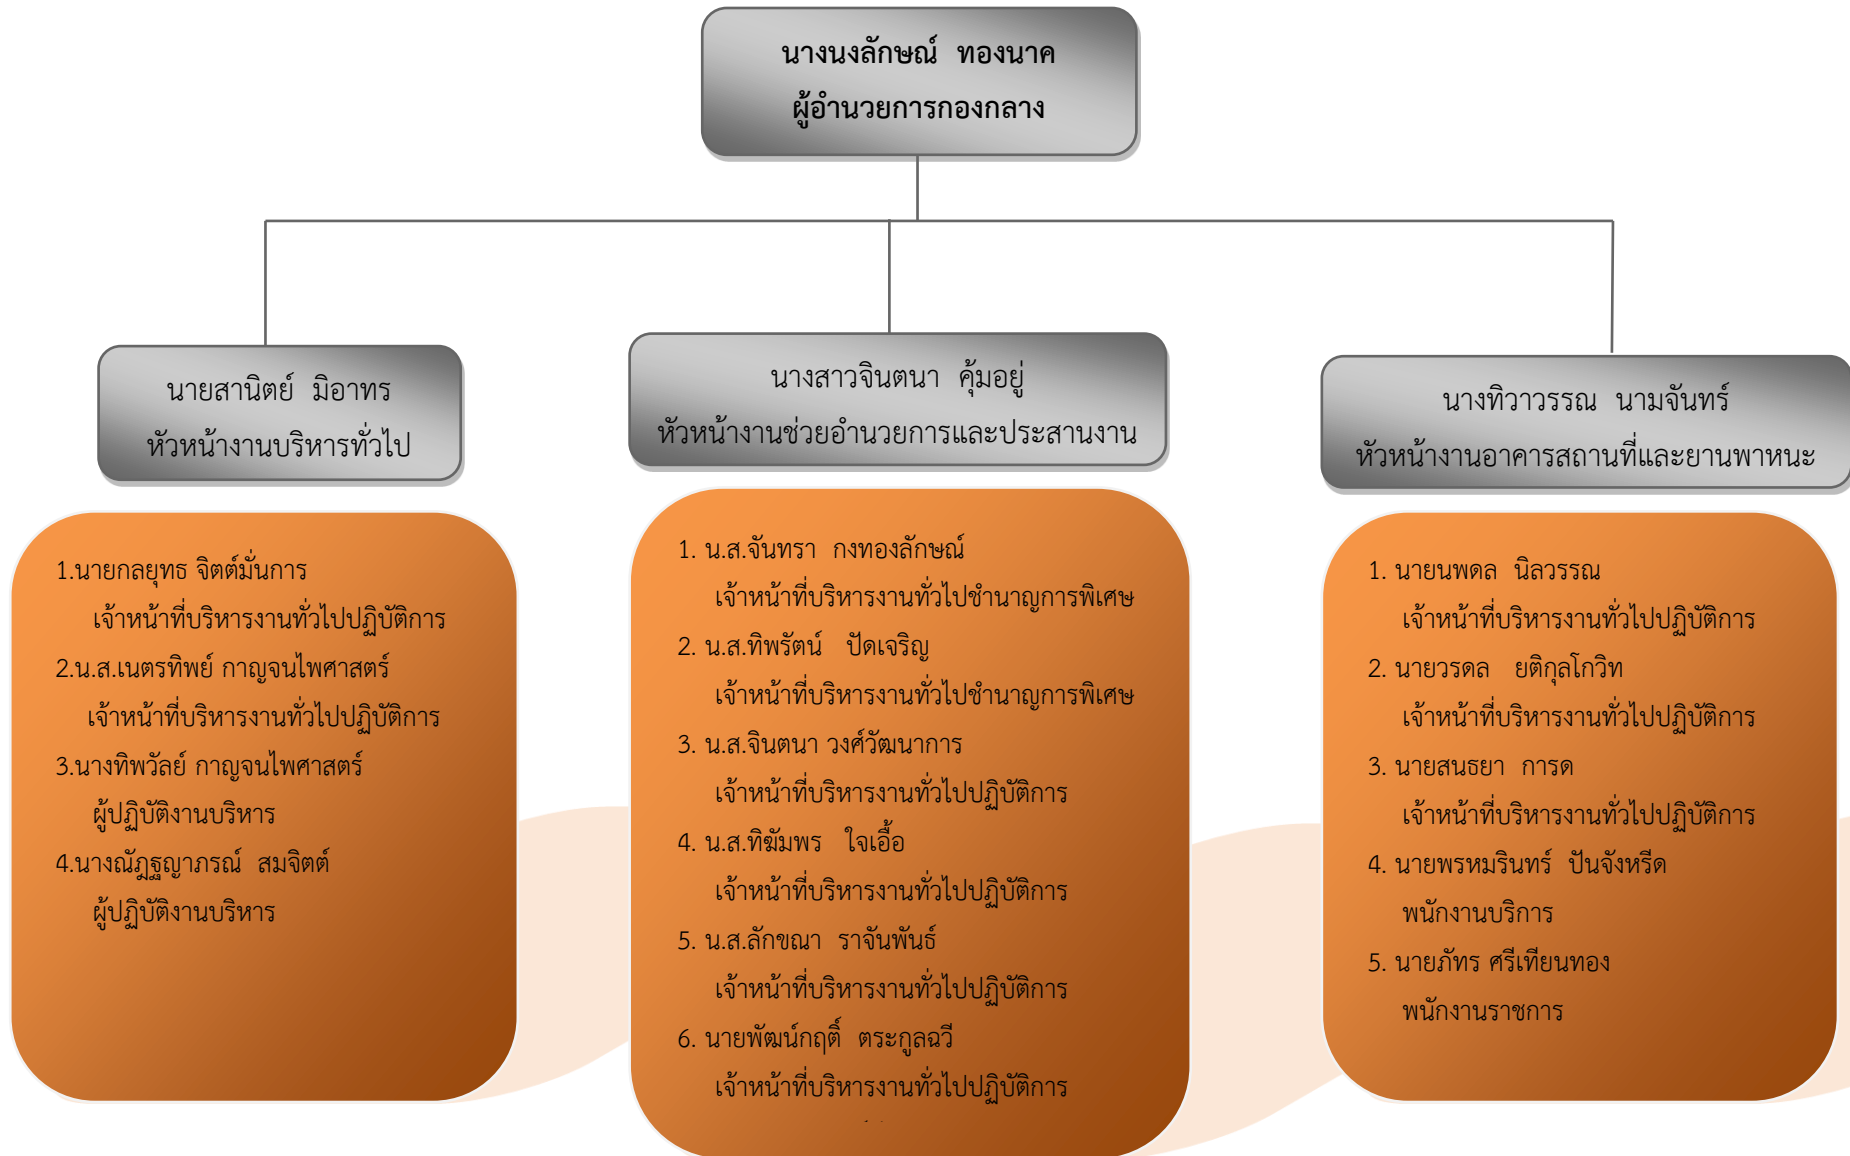 นางนงลักษณ์  ทองนาค
ผู้อำนวยการกองกลาง
นายสานิตย์  มิอาทร
หัวหน้างานบริหารทั่วไป
นางสาวจินตนา  คุ้มอยู่
หัวหน้างานช่วยอำนวยการและประสานงาน
นางทิวาวรรณ  นามจันทร์
หัวหน้างานอาคารสถานที่และยานพาหนะ
1.นายกลยุทธ จิตต์มั่นการ
เจ้าหน้าที่บริหารงานทั่วไปปฏิบัติการ
2.น.ส.เนตรทิพย์ กาญจนไพศาสตร์
เจ้าหน้าที่บริหารงานทั่วไปปฏิบัติการ
3.นางทิพวัลย์ กาญจนไพศาสตร์
ผู้ปฏิบัติงานบริหาร
4.นางณัฏฐญาภรณ์  สมจิตต์
ผู้ปฏิบัติงานบริหาร
1. น.ส.จันทรา  กงทองลักษณ์
เจ้าหน้าที่บริหารงานทั่วไปชำนาญการพิเศษ
2. น.ส.ทิพรัตน์  ปัดเจริญ
เจ้าหน้าที่บริหารงานทั่วไปชำนาญการพิเศษ
3. น.ส.จินตนา วงศ์วัฒนาการ
เจ้าหน้าที่บริหารงานทั่วไปปฏิบัติการ
4. น.ส.ทิฆัมพร  ใจเอื้อ
เจ้าหน้าที่บริหารงานทั่วไปปฏิบัติการ
5. น.ส.ลักขณา  ราจันพันธ์
เจ้าหน้าที่บริหารงานทั่วไปปฏิบัติการ
6. นายพัฒน์กฤติ์  ตระกูลฉวี
เจ้าหน้าที่บริหารงานทั่วไปปฏิบัติการ
1. นายนพดล  นิลวรรณ
เจ้าหน้าที่บริหารงานทั่วไปปฏิบัติการ
2. นายวรดล  ยติกุลโกวิท
เจ้าหน้าที่บริหารงานทั่วไปปฏิบัติการ
3. นายสนธยา  การด
เจ้าหน้าที่บริหารงานทั่วไปปฏิบัติการ
4. นายพรหมรินทร์  ปันจังหรีด
พนักงานบริการ
5. นายภัทร ศรีเทียนทอง
พนักงานราชการ